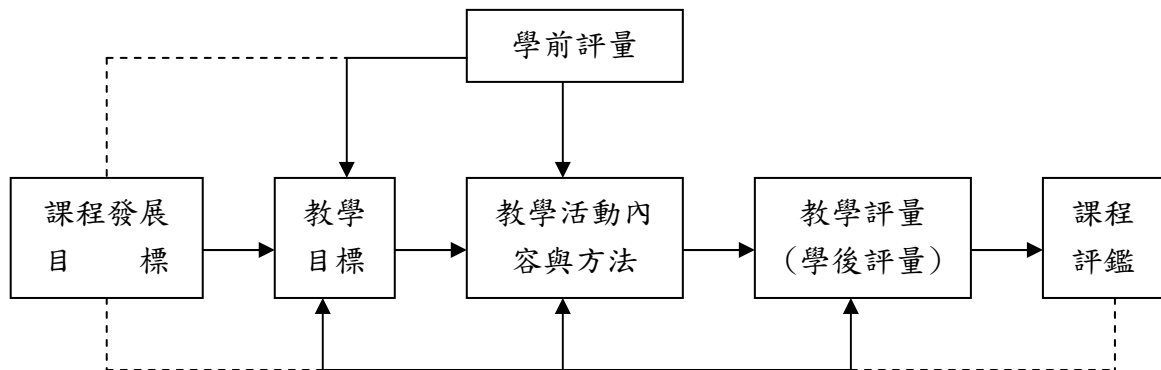 學前評量
課程發展
目 標
教學
目標
教學活動內
容與方法
教學評量
(學後評量)
課程
評鑑